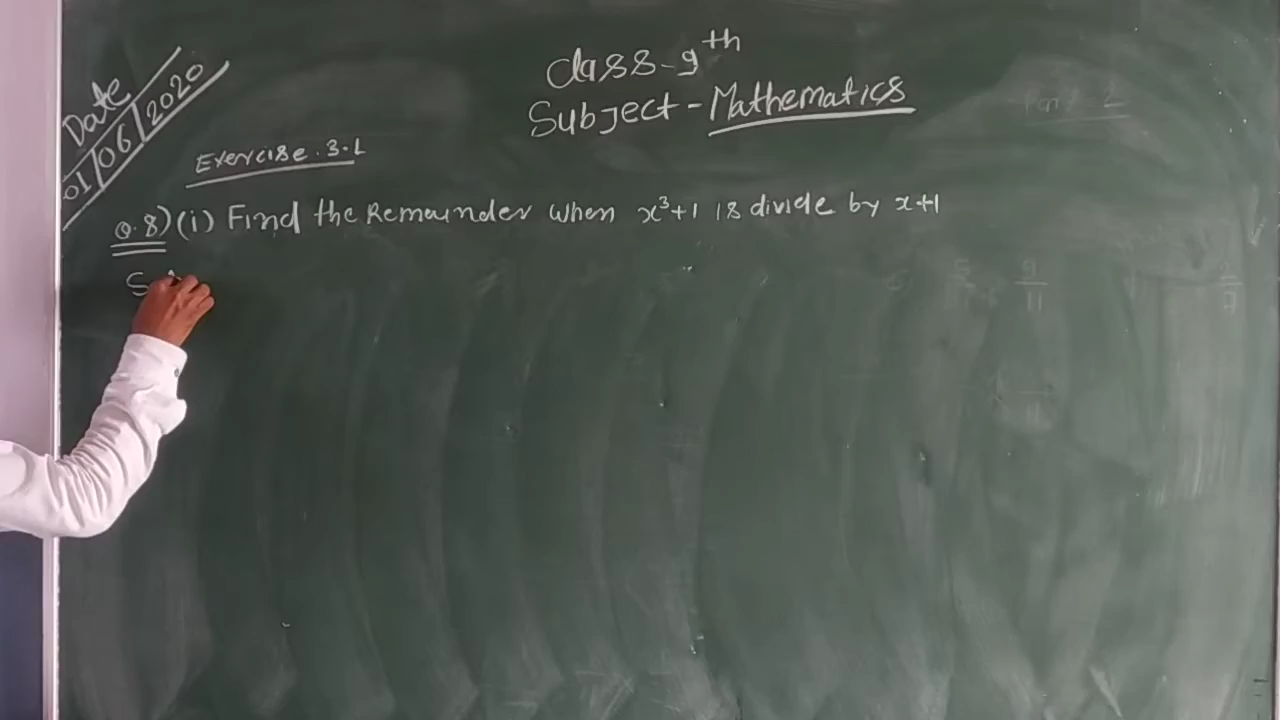 Class-9th
Subject-Mathematics
Date
01/06/2020
Exercise.3.1
Q.8)(i) Find the Remainder when x³+1 is divide by x+1